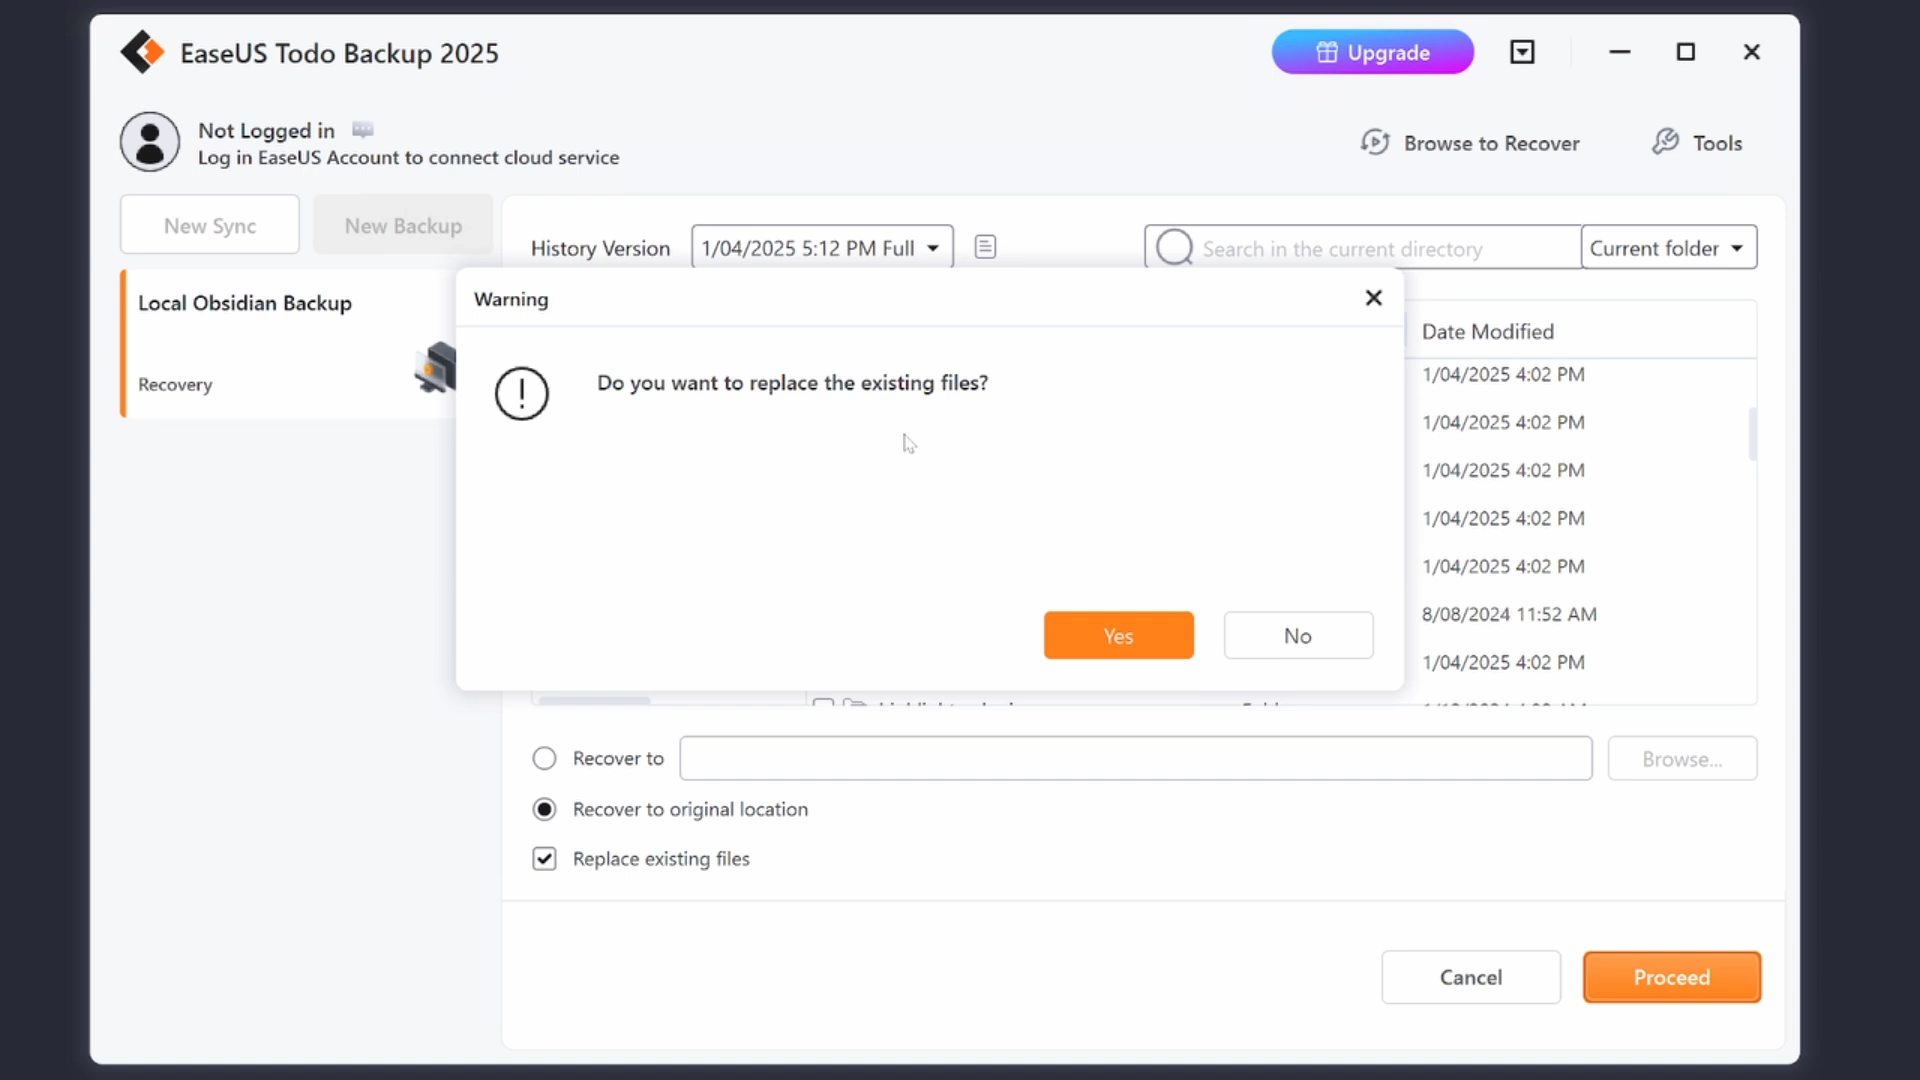 EaseUS Todo Backup 2025
Upgrade
Not Logged in
Log in EaseUS Account to connect cloud service
Browse to Recover
Tools
New Sync
New Backup
History Version
1/04/2025 5:12 PM Full
Search in the current directory
Current folder
Local Obsidian Backup
Recovery
Warning
Do you want to replace the existing files?
Yes
No
Date Modified
1/04/2025 4:02 PM
1/04/2025 4:02 PM
1/04/2025 4:02 PM
1/04/2025 4:02 PM
1/04/2025 4:02 PM
8/08/2024 11:52 AM
1/04/2025 4:02 PM
Recover to
Browse...
Recover to original location
Replace existing files
Cancel
Proceed